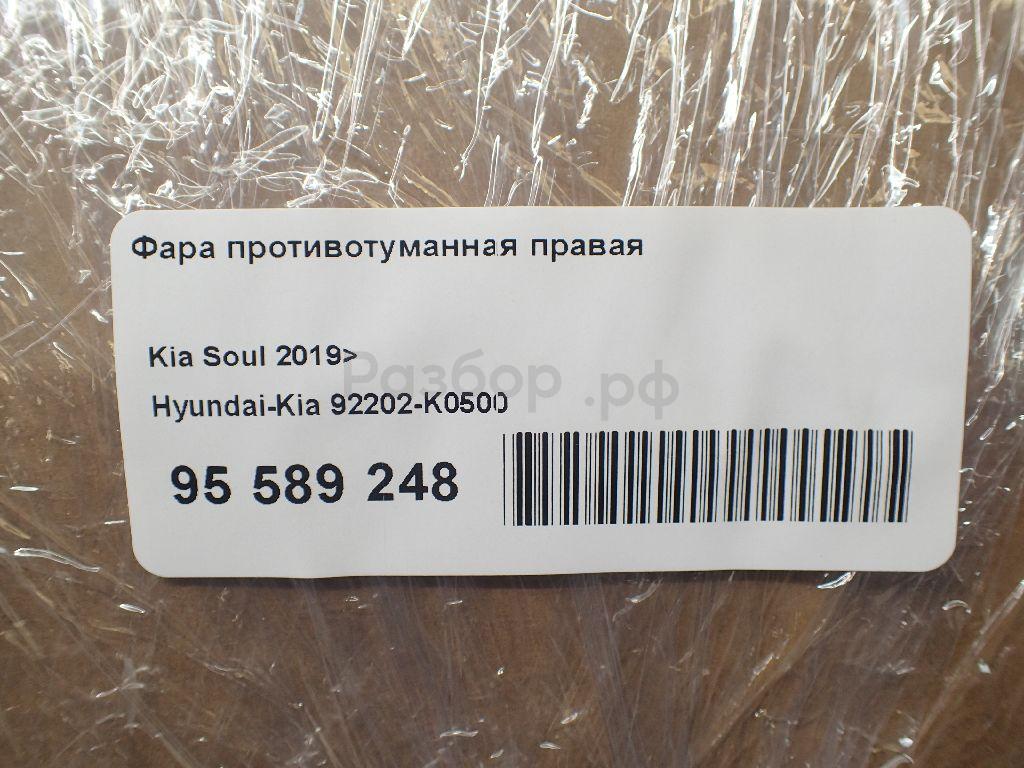 Фара противотуманная правая
Kia Soul 2019>
Разбор.рф
Hyundai-Kia 92202-K0500
95 589 248